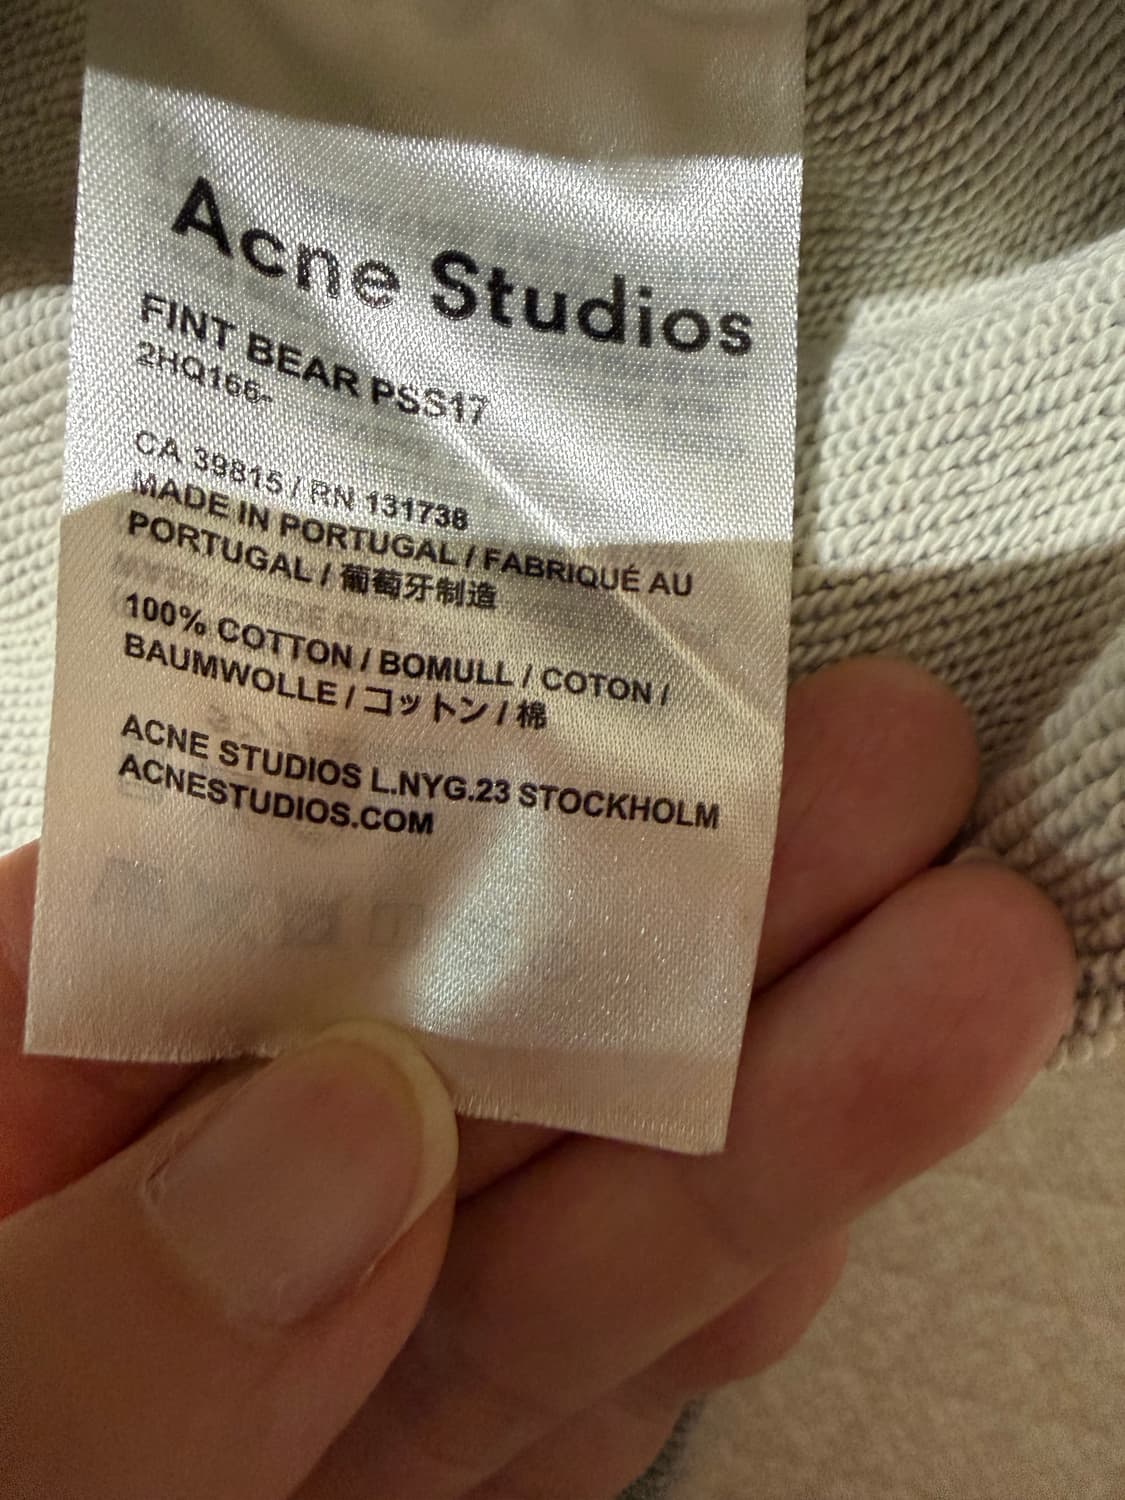 Acne Studios
FINT BEAR PSS17
2HQ166-
CA 39815 / RN 131738
MADE IN PORTUGAL / FABRIQUÉ AU
PORTUGAL / 葡萄牙制造
100% COTTON / BOMULL / COTON /
BAUMWOLLE / コットン / 棉
ACNE STUDIOS L.NYG.23 STOCKHOLM
ACNESTUDIOS.COM